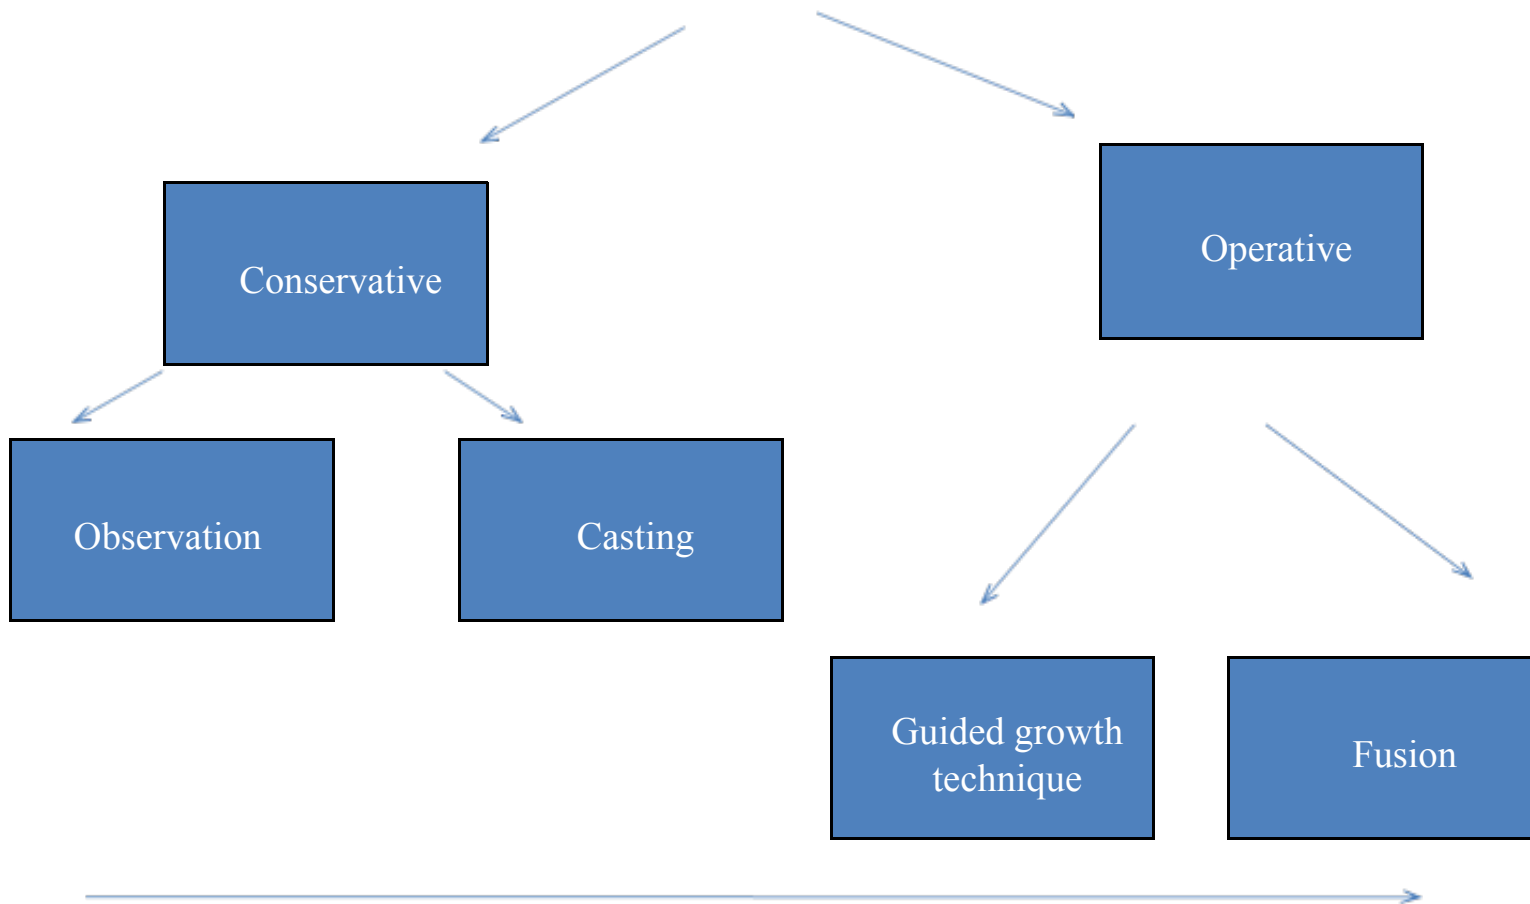 Operative
Conservative
Observation
Casting
Guided growth
technique
Fusion